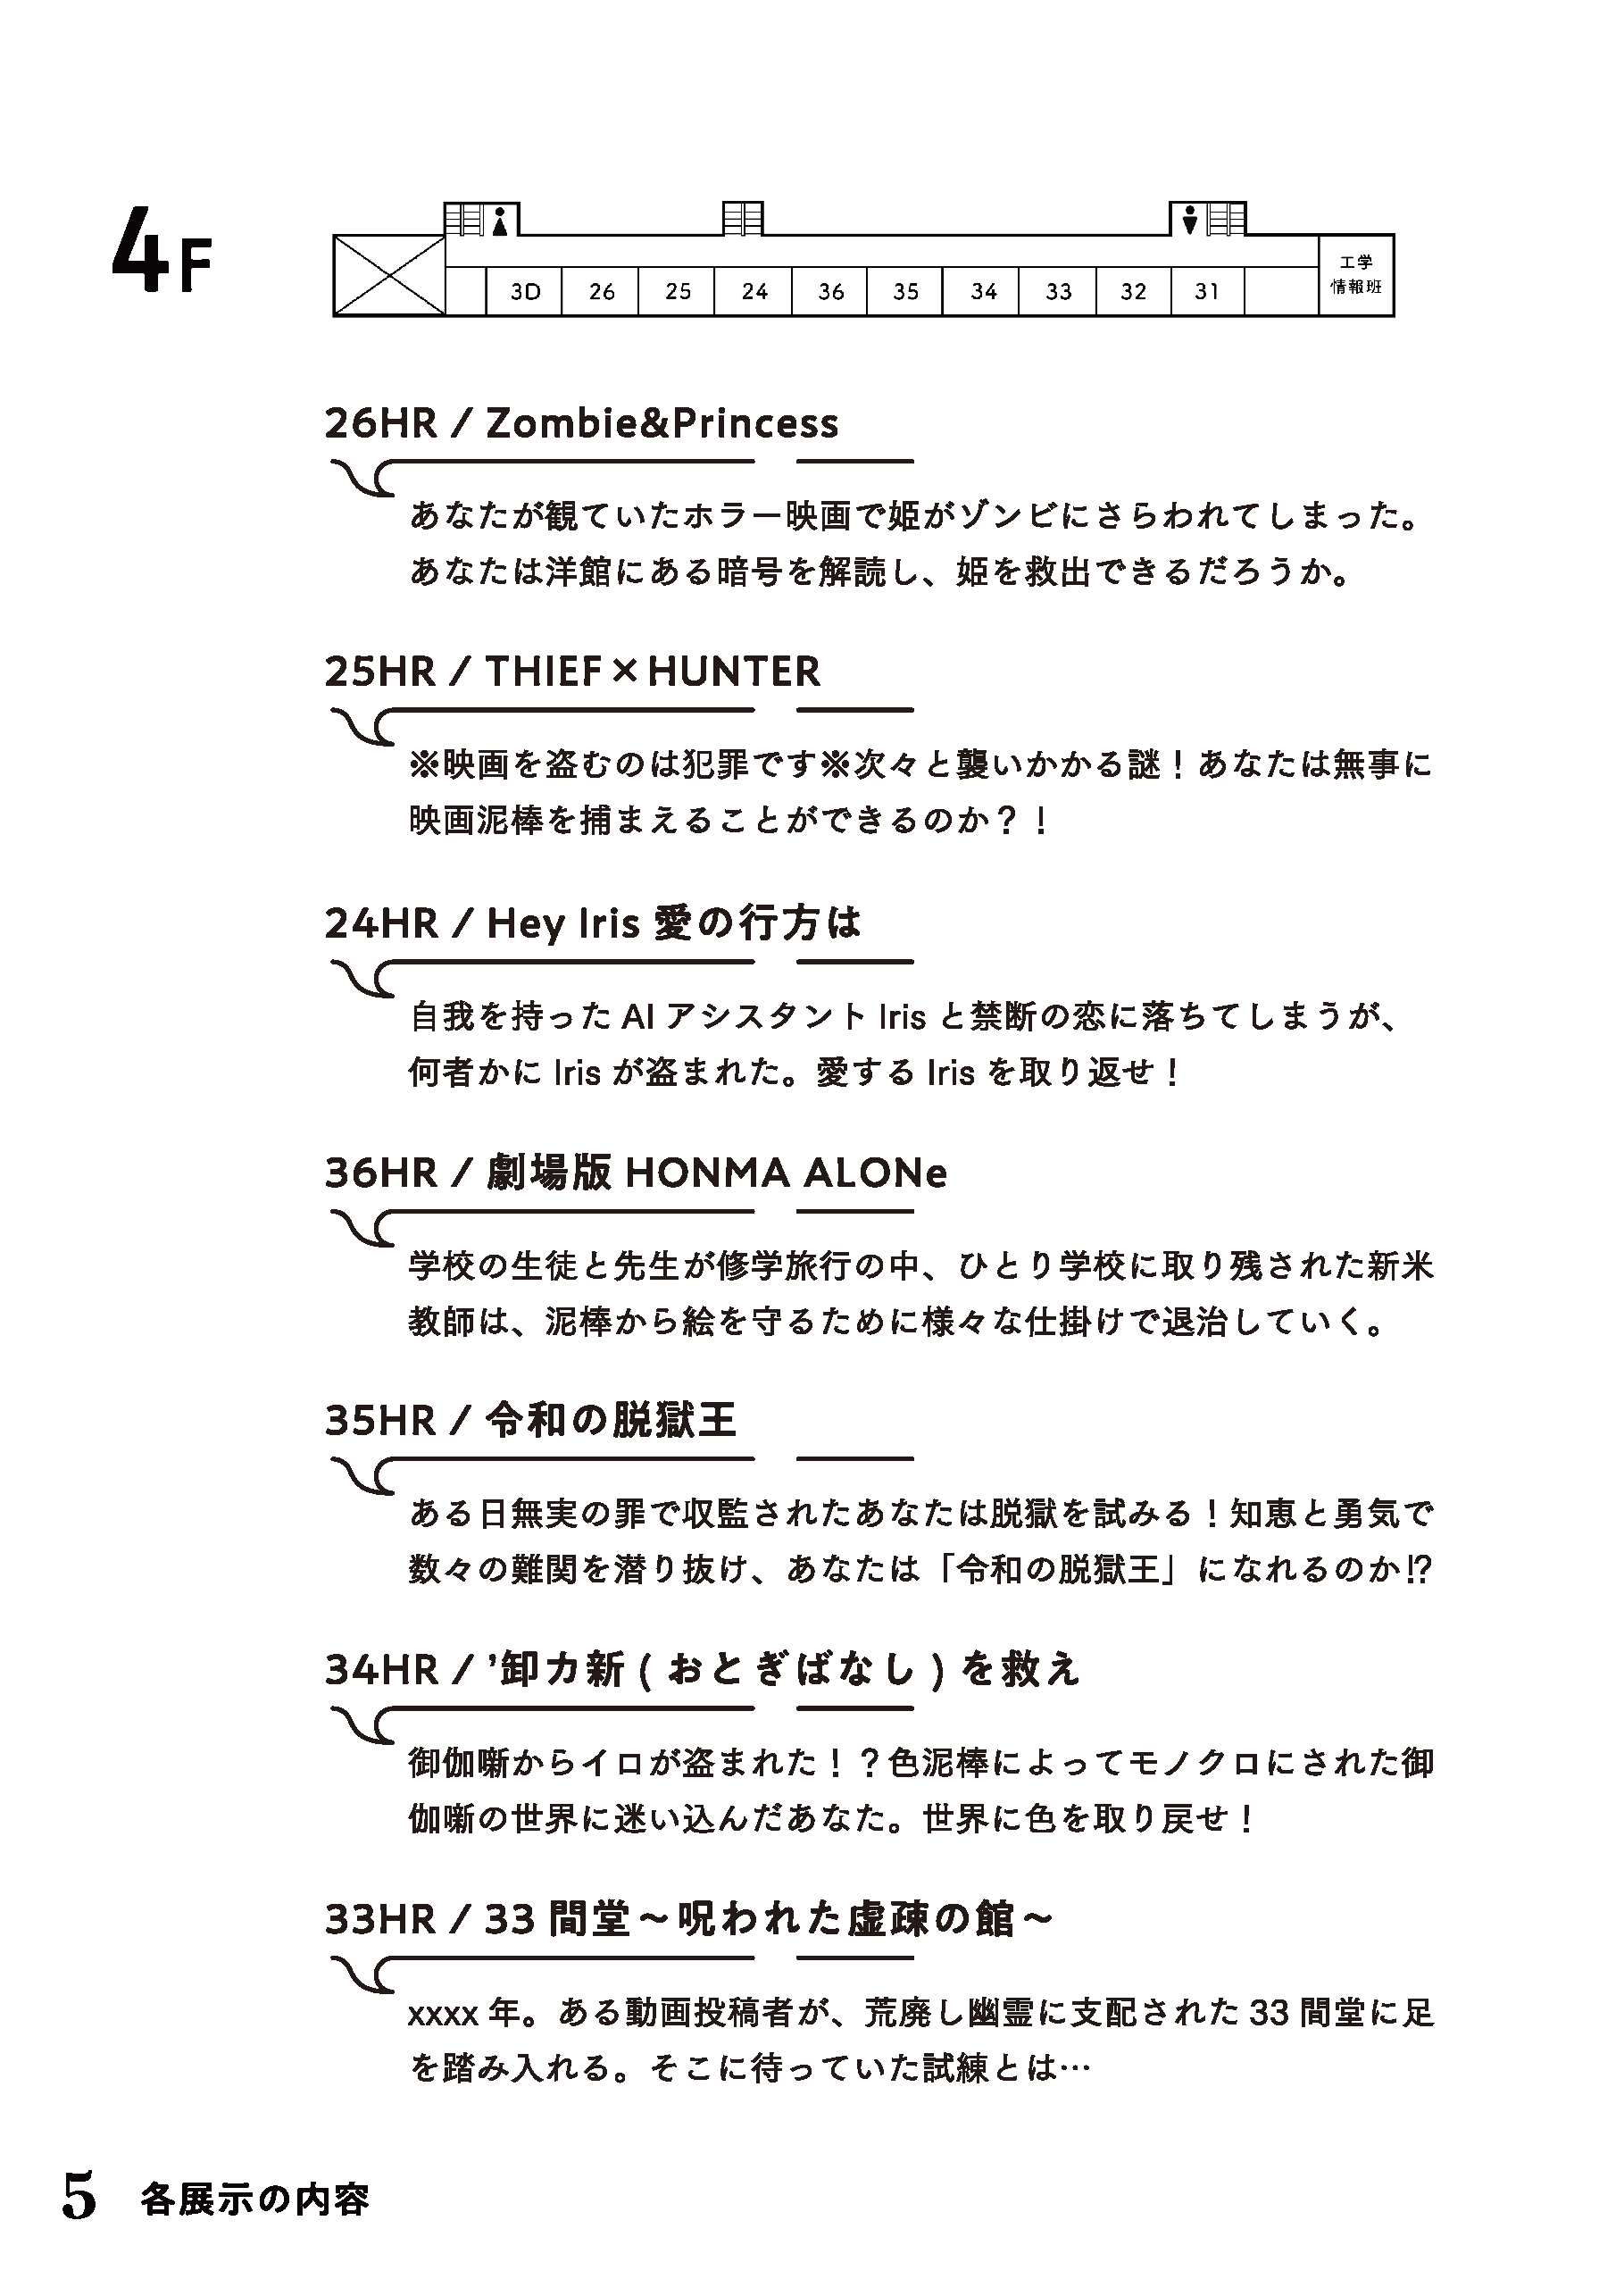 4F
3D 26 25 24 36 35 34 33 32 31
工学
情報班
26HR / Zombie&Princess
あなたが観ていたホラー映画で姫がゾンビにさらわれてしまった。
あなたは洋館にある暗号を解読し、姫を救出できるだろうか。
25HR / THIEF×HUNTER
※映画を盗むのは犯罪です※次々と襲いかかる謎！あなたは無事に
映画泥棒を捕まえることができるのか？！
24HR / Hey Iris 愛の行方は
自我を持った AI アシスタント Iris と禁断の恋に落ちてしまうが、
何者かに Iris が盗まれた。愛する Iris を取り返せ！
36HR / 劇場版 HONMA ALONe
学校の生徒と先生が修学旅行の中、ひとり学校に取り残された新米
教師は、泥棒から絵を守るために様々な仕掛けで退治していく。
35HR / 令和の脱獄王
ある日無実の罪で収監されたあなたは脱獄を試みる！知恵と勇気で
数々の難関を潜り抜け、あなたは「令和の脱獄王」になれるのか⁉
34HR / ’卸カ新 ( おとぎばなし ) を救え
御伽噺からイロが盗まれた！？色泥棒によってモノクロにされた御
伽噺の世界に迷い込んだあなた。世界に色を取り戻せ！
33HR / 33 間堂～呪われた虚疎の館～
xxxx 年。ある動画投稿者が、荒廃し幽霊に支配された 33 間堂に足
を踏み入れる。そこに待っていた試練とは…
5 各展示の内容